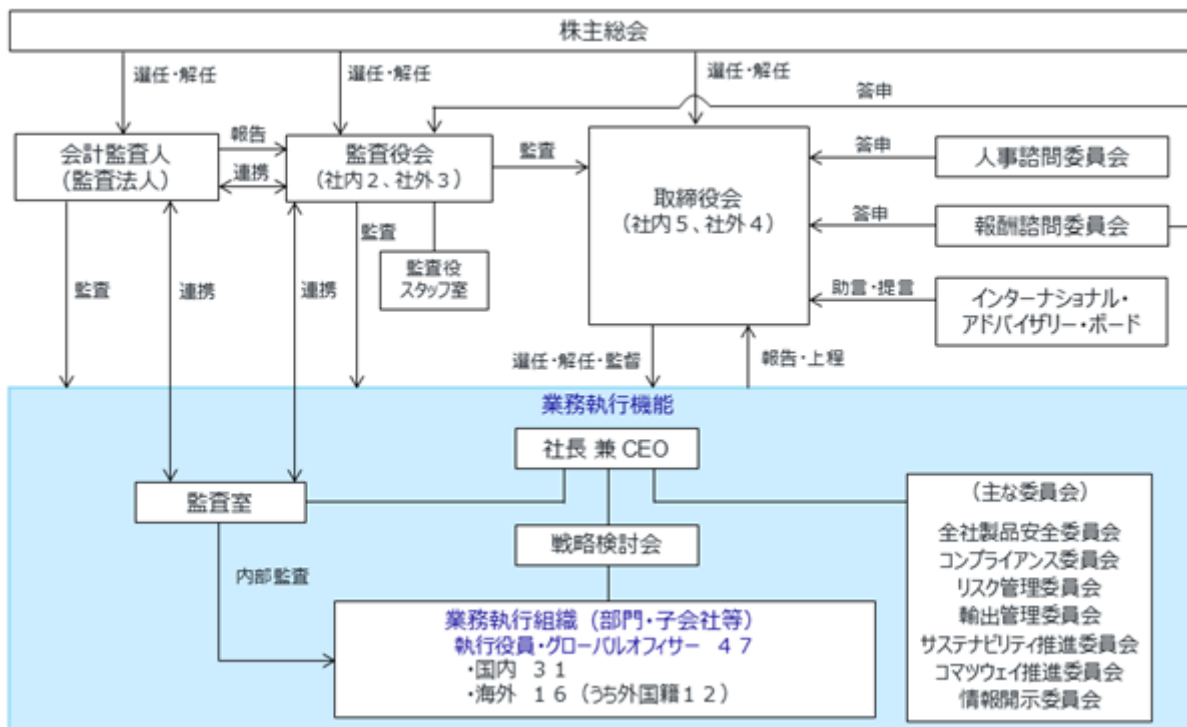 株主総会
選任・解任
選任・解任
選任・解任
答申
会計監査人
(監査法人)
報告
連携
監査役会
(社内2、社外3)
監査
取締役会
(社内5、社外4)
答申
人事諮問委員会
答申
報酬諮問委員会
助言・提言
インターナショナル・
アドバイザリー・ボード
監査
連携
連携
監査
監査役
スタッフ室
選任・解任・監督
報告・上程
業務執行機能
社長 兼 CEO
監査室
戦略検討会
内部監査
業務執行組織(部門・子会社等)
執行役員・グローバルオフィサー 47
・国内 31
・海外 16(うち外国籍12)
(主な委員会)
全社製品安全委員会
コンプライアンス委員会
リスク管理委員会
輸出管理委員会
サステナビリティ推進委員会
コマツウェイ推進委員会
情報開示委員会